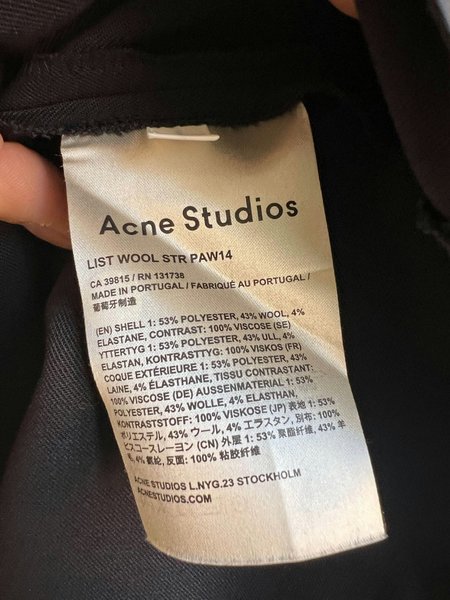 Acne Studios
LIST WOOL STR PAW14
CA 39815 / RN 131738
MADE IN PORTUGAL / FABRIQUÉ AU PORTUGAL /
葡萄牙制造
(EN) SHELL 1: 53% POLYESTER, 43% WOOL, 4%
ELASTANE, CONTRAST: 100% VISCOSE (SE)
YTTERTYG 1: 53% POLYESTER, 43% ULL, 4%
ELASTAN, KONTRASTTYG: 100% VISKOS (FR)
COQUE EXTÉRIEURE 1: 53% POLYESTER, 43%
LAINE, 4% ÉLASTHANE, TISSU CONTRASTANT:
100% VISCOSE (DE) AUSSENMATERIAL 1: 53%
POLYESTER, 43% WOLLE, 4% ELASTHAN,
KONTRASTSTOFF: 100% VISKOSE (JP) 表地 1: 53%
ポリエステル, 43% ウール, 4% エラスタン, 別布: 100%
ビスコースレーヨン (CN) 外层 1: 53% 聚酯纤维, 43% 羊
毛, 4% 氨纶, 反面: 100% 粘胶纤维
ACNE STUDIOS L.NYG.23 STOCKHOLM
ACNESTUDIOS.COM